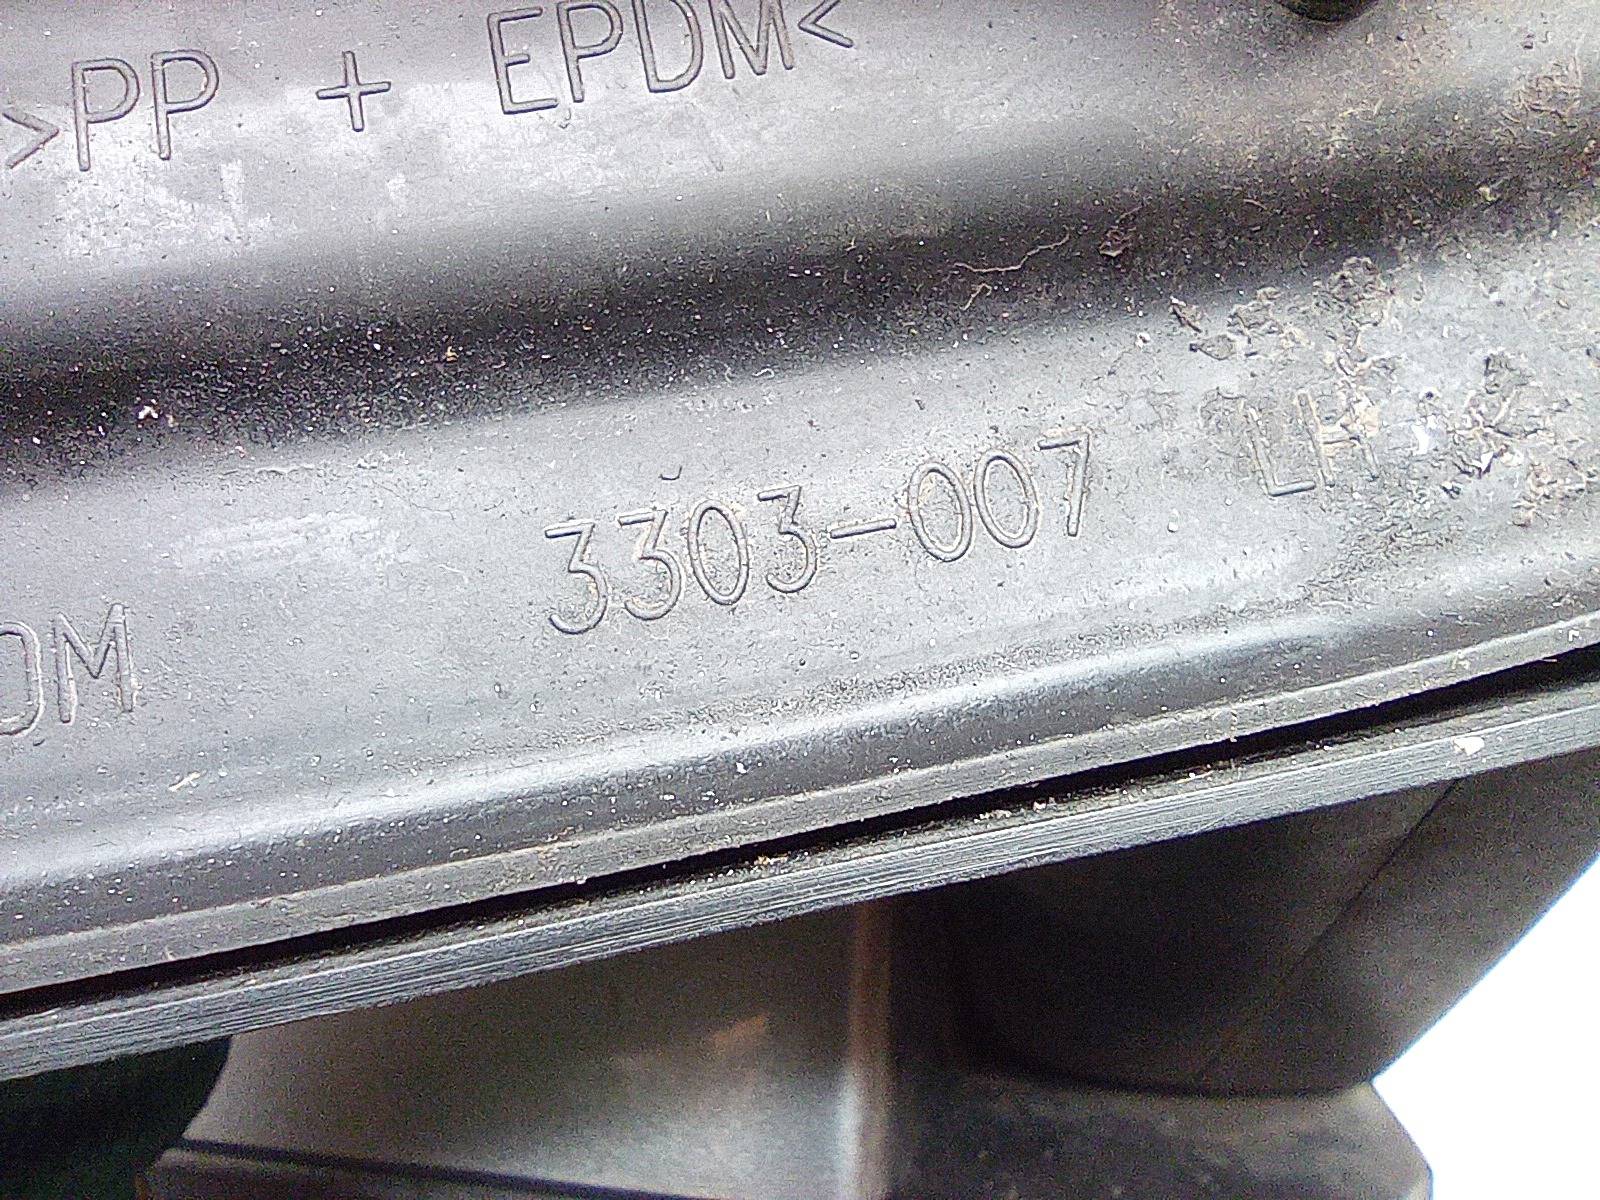 >PP + EPDM<
3303-007 LH
DM